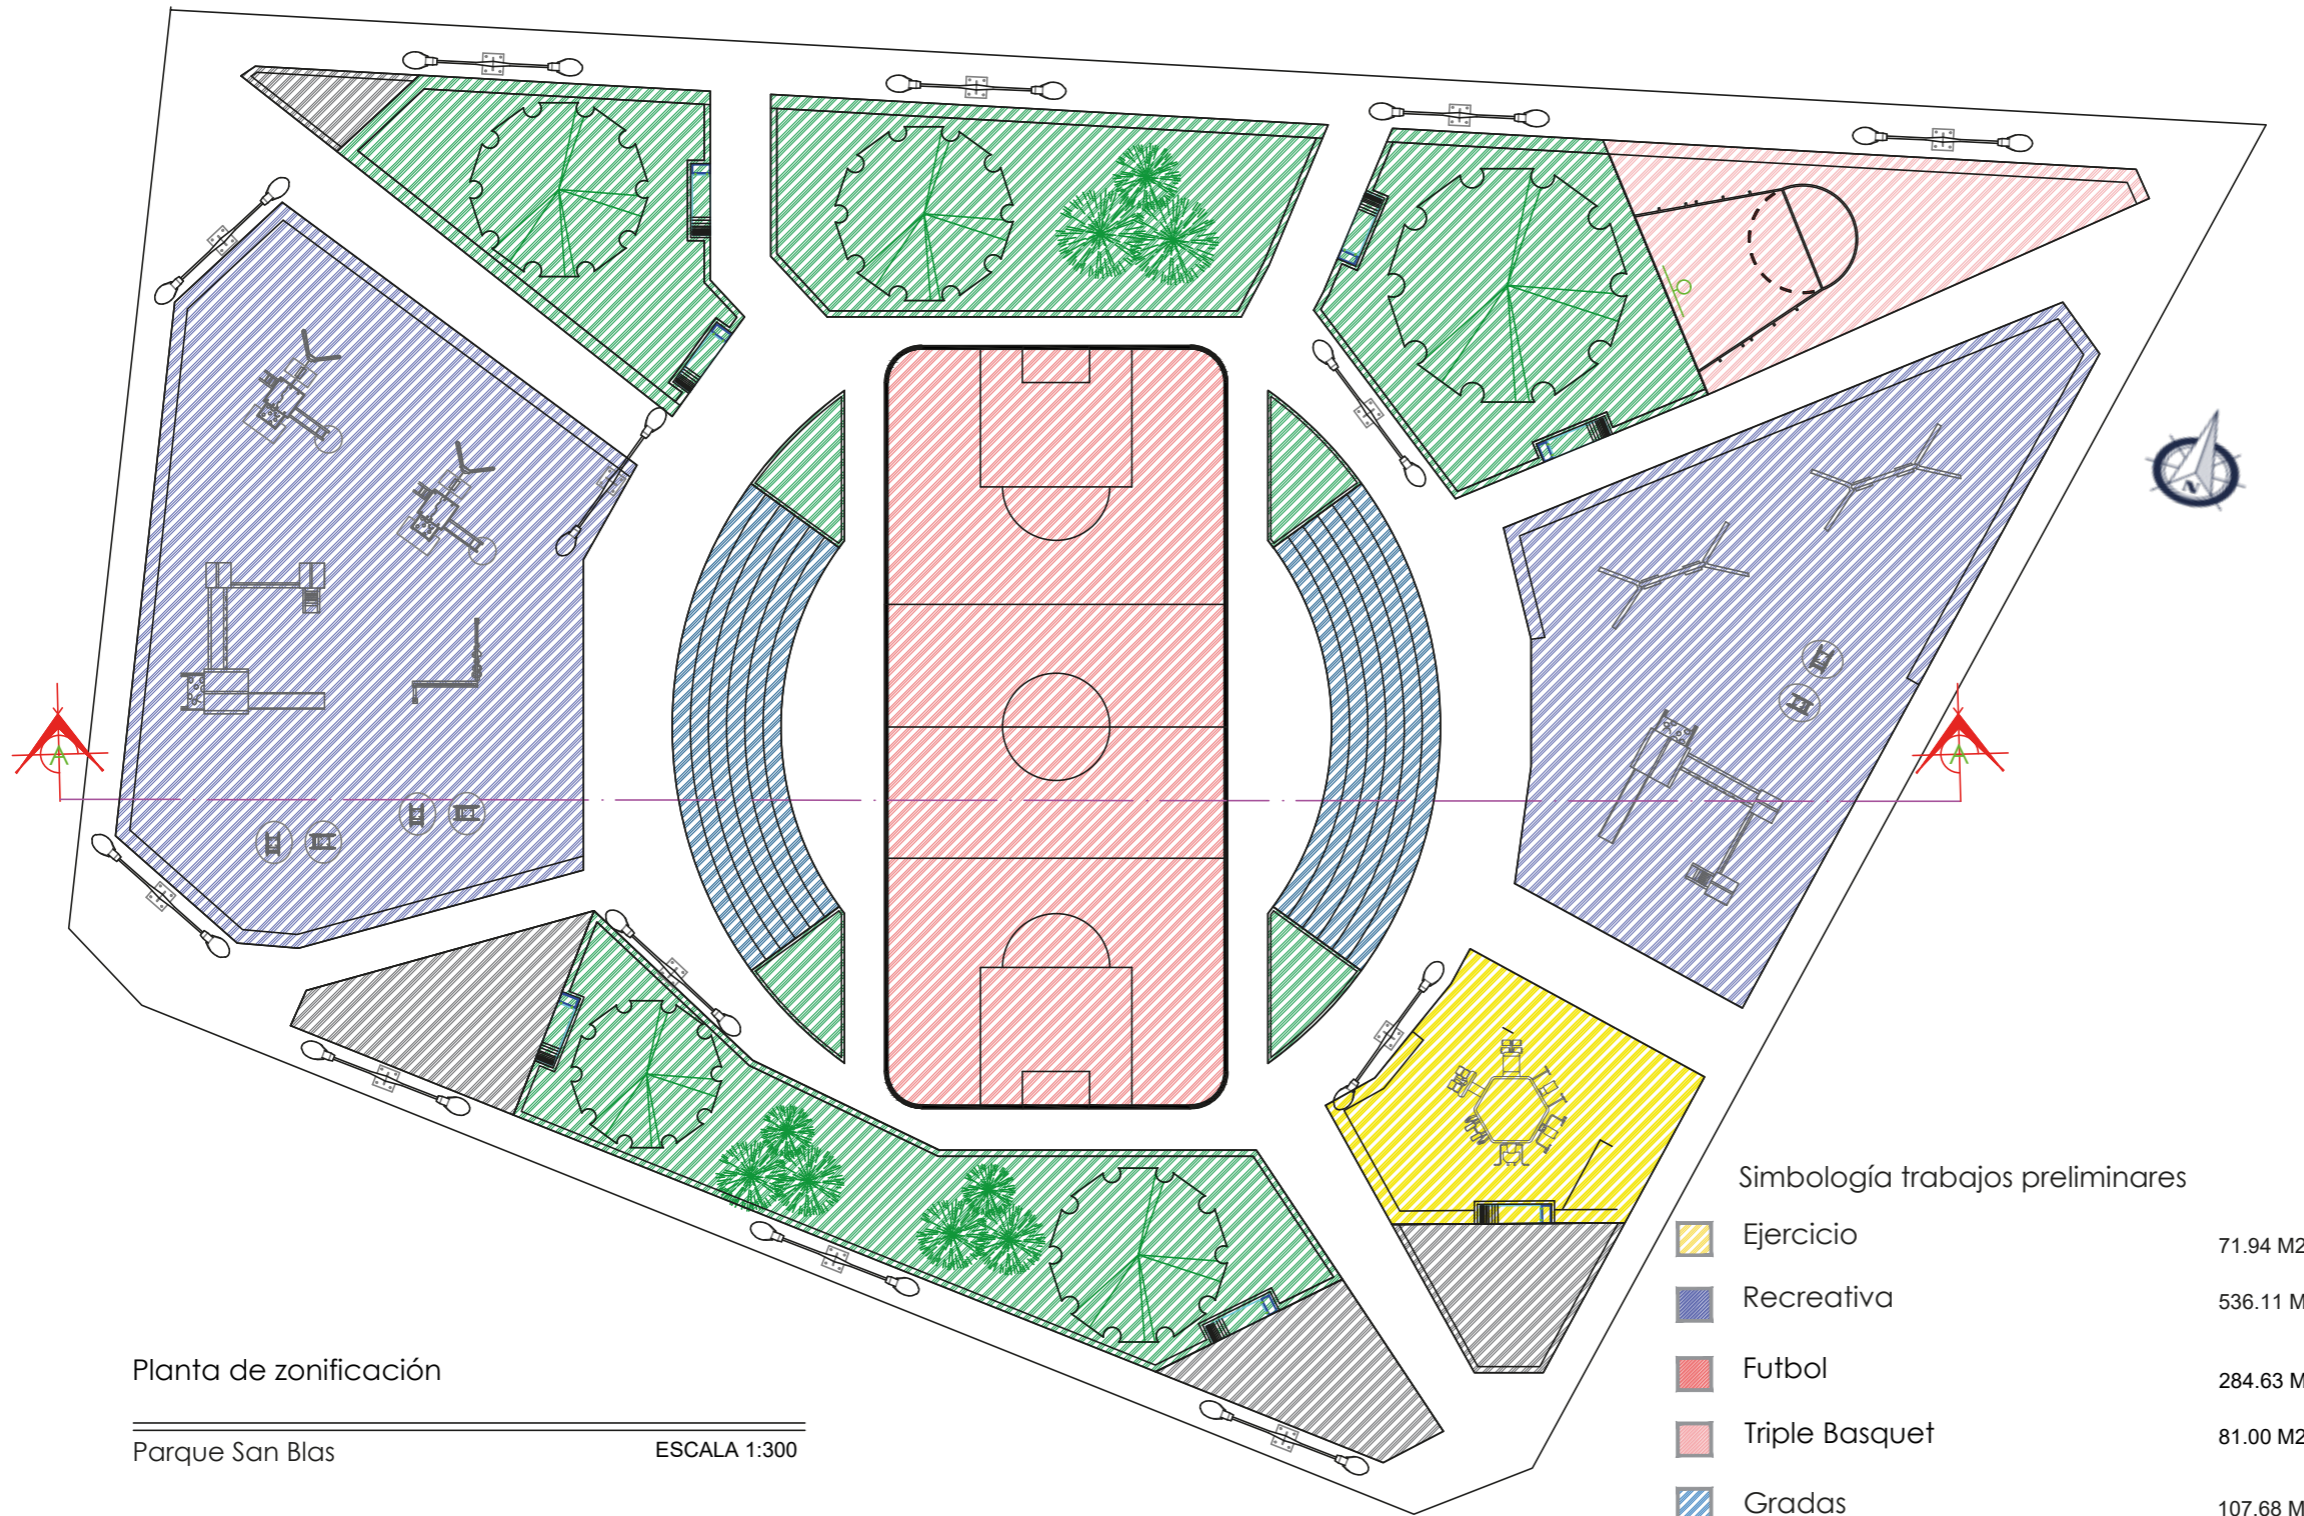 N
A
A
Simbología trabajos preliminares
Ejercicio 71.94 M2
Recreativa 536.11 M
Futbol 284.63 M
Triple Basquet 81.00 M2
Gradas 107.68 M
Planta de zonificación
Parque San Blas ESCALA 1:300